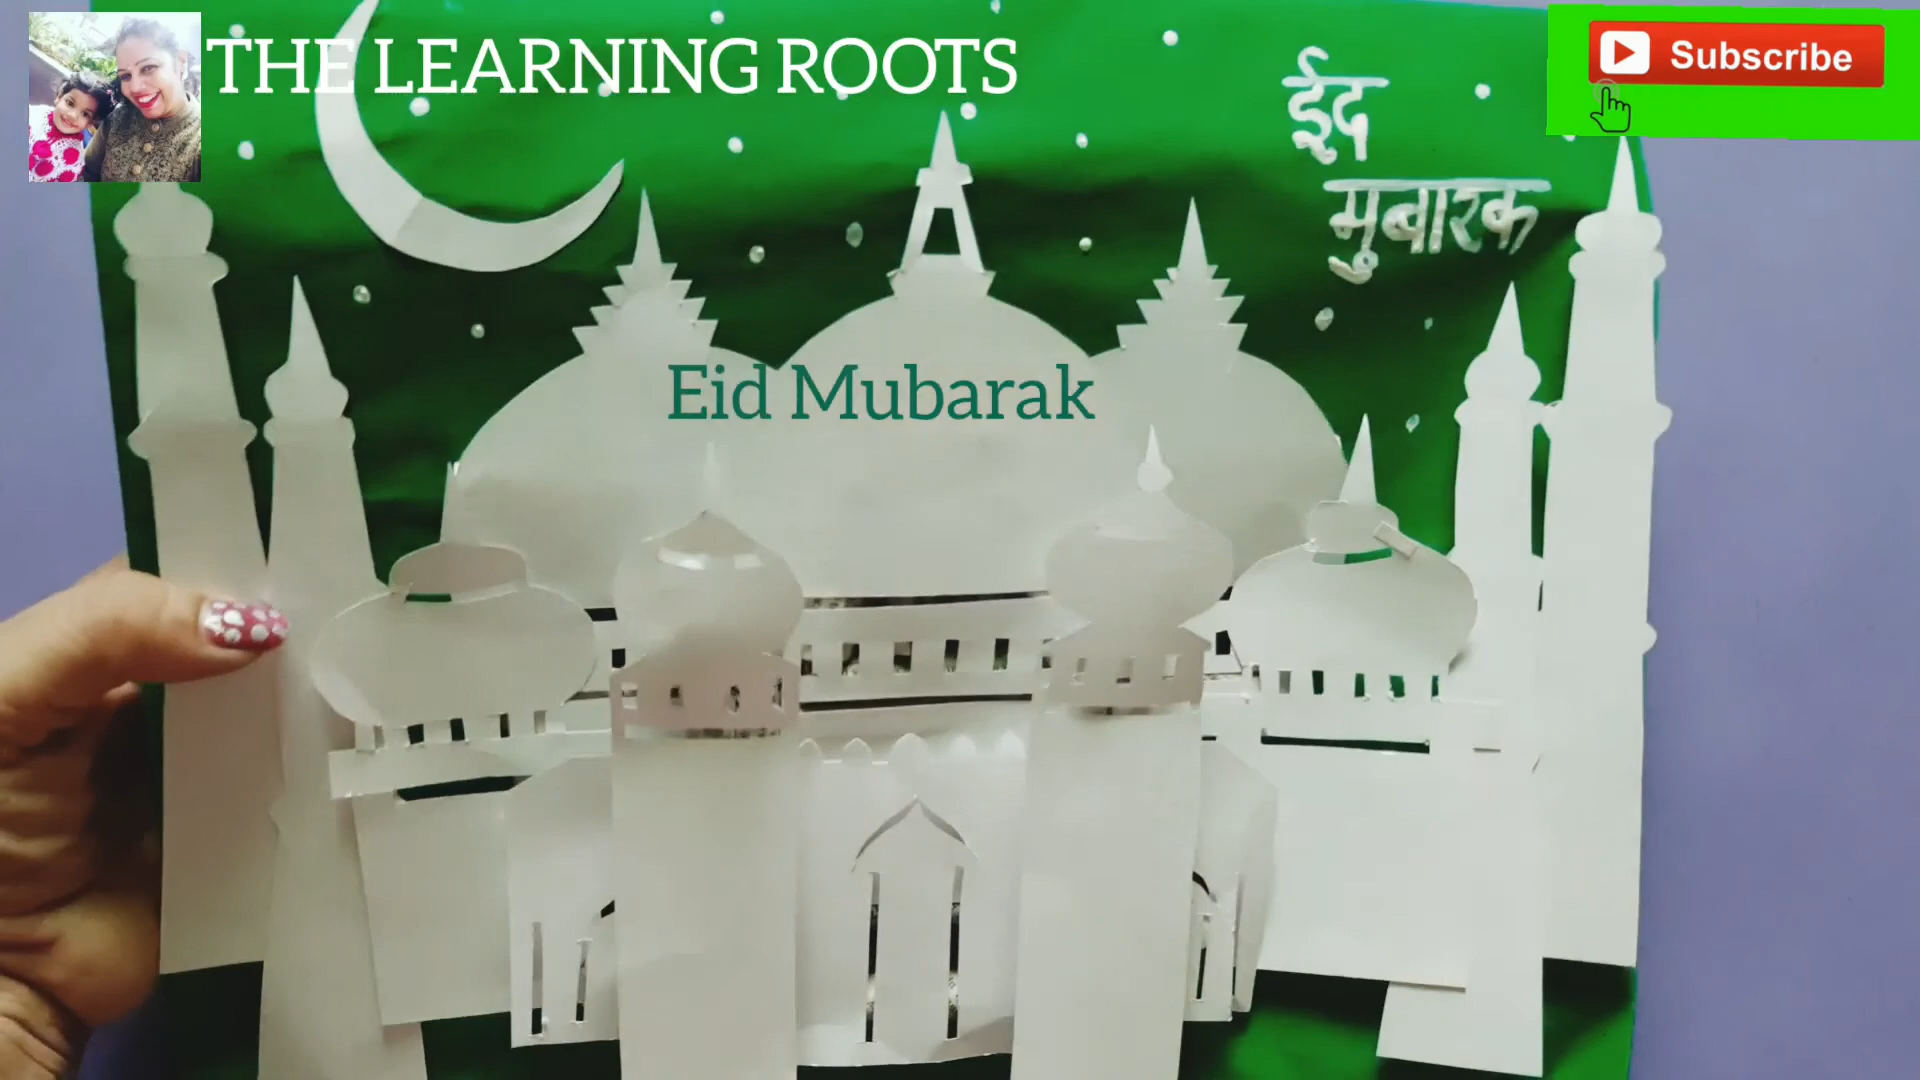 THE LEARNING ROOTS
Subscribe
ईद
मुबारक
Eid Mubarak